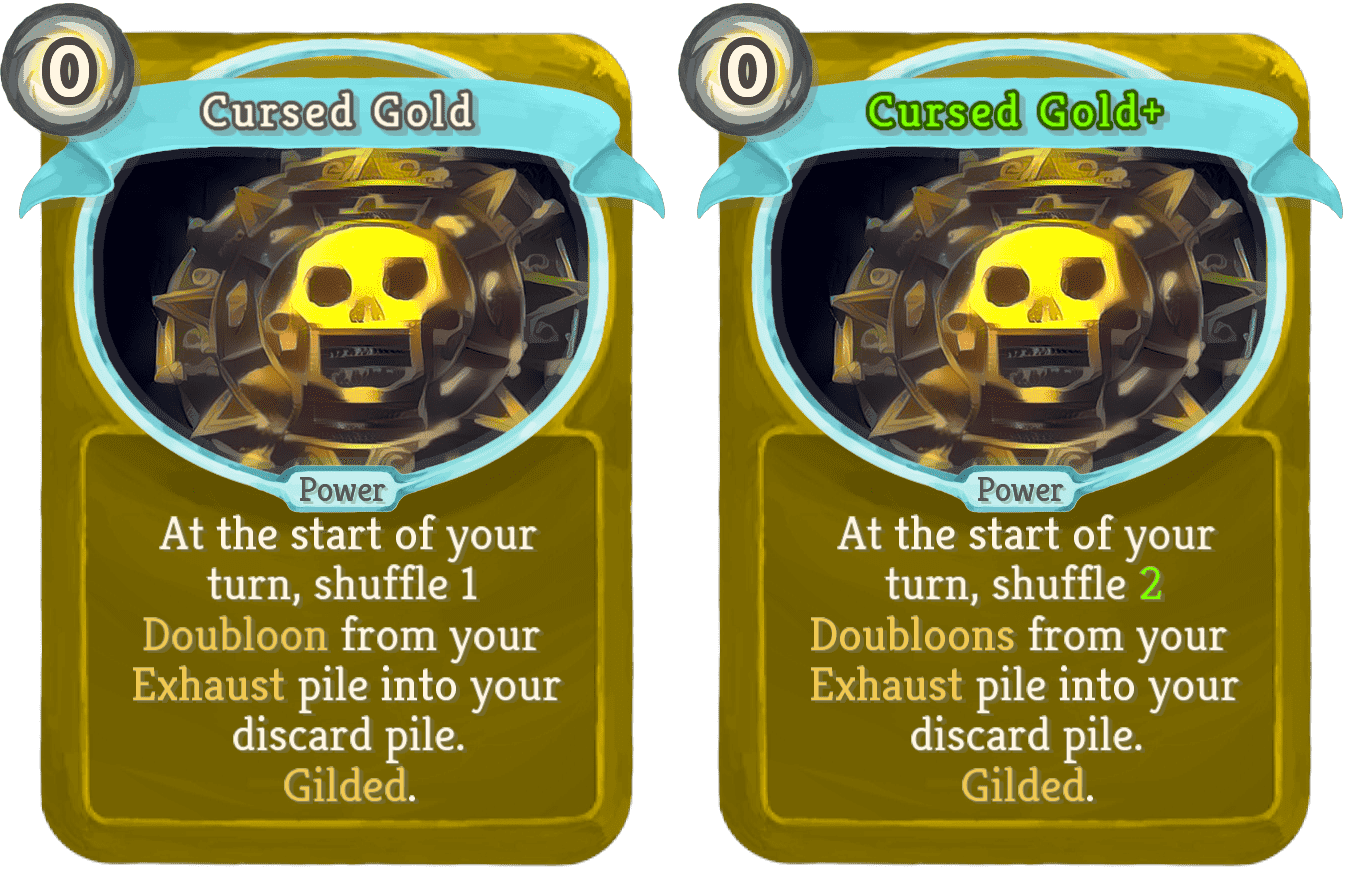 0
Cursed Gold
Power
At the start of your
turn, shuffle 1
Doubloon from your
Exhaust pile into your
discard pile.
Gilded.
0
Cursed Gold+
Power
At the start of your
turn, shuffle 2
Doubloons from your
Exhaust pile into your
discard pile.
Gilded.